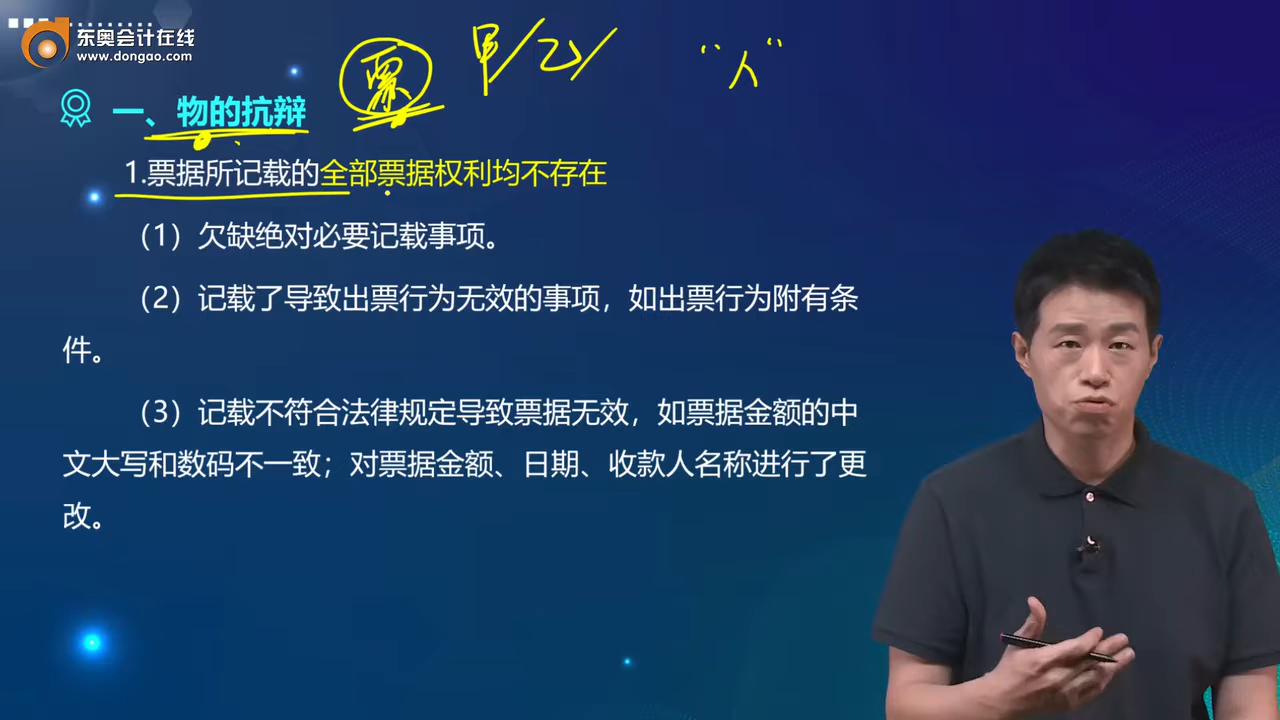 东奥会计在线
www.dongao.com
票 甲/乙/ “人”
一、物的抗辩
1.票据所记载的全部票据权利均不存在
（1）欠缺绝对必要记载事项。
（2）记载了导致出票行为无效的事项，如出票行为附有条
件。
（3）记载不符合法律规定导致票据无效，如票据金额的中
文大写和数码不一致；对票据金额、日期、收款人名称进行了更
改。